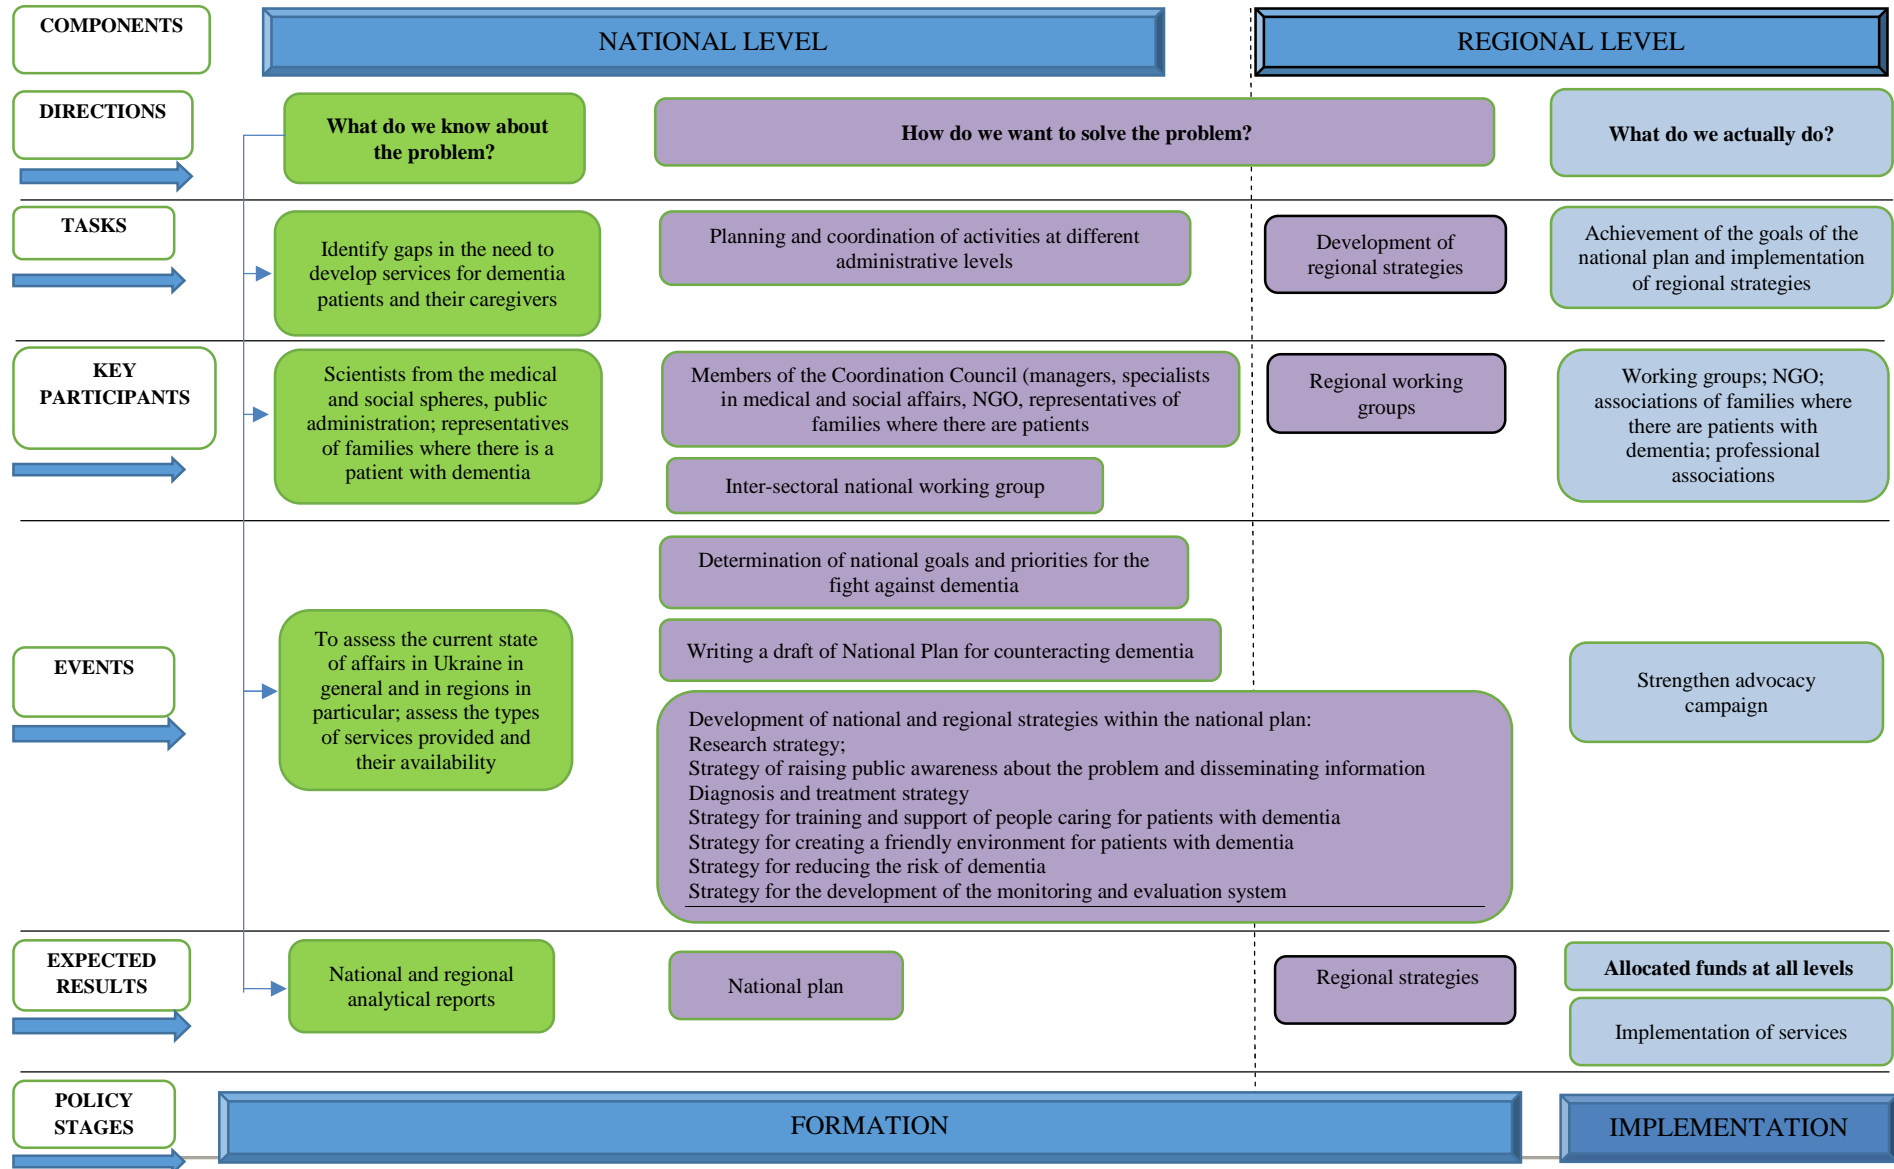 COMPONENTS
NATIONAL LEVEL
REGIONAL LEVEL
DIRECTIONS
What do we know about
the problem?
How do we want to solve the problem?
What do we actually do?
TASKS
Identify gaps in the need to
develop services for dementia
patients and their caregivers
Planning and coordination of activities at different
administrative levels
Development of
regional strategies
Achievement of the goals of the
national plan and implementation
of regional strategies
KEY
PARTICIPANTS
Scientists from the medical
and social spheres, public
administration; representatives
of families where there is a
patient with dementia
Members of the Coordination Council (managers, specialists
in medical and social affairs, NGO, representatives of
families where there are patients
Inter-sectoral national working group
Regional working
groups
Working groups; NGO;
associations of families where
there are patients with
dementia; professional
associations
EVENTS
To assess the current state
of affairs in Ukraine in
general and in regions in
particular; assess the types
of services provided and
their availability
Determination of national goals and priorities for the
fight against dementia
Writing a draft of National Plan for counteracting dementia
Development of national and regional strategies within the national plan:
Research strategy;
Strategy of raising public awareness about the problem and disseminating information
Diagnosis and treatment strategy
Strategy for training and support of people caring for patients with dementia
Strategy for creating a friendly environment for patients with dementia
Strategy for reducing the risk of dementia
Strategy for the development of the monitoring and evaluation system
Strengthen advocacy
campaign
EXPECTED
RESULTS
National and regional
analytical reports
National plan
Regional strategies
Allocated funds at all levels
Implementation of services
POLICY
STAGES
FORMATION
IMPLEMENTATION